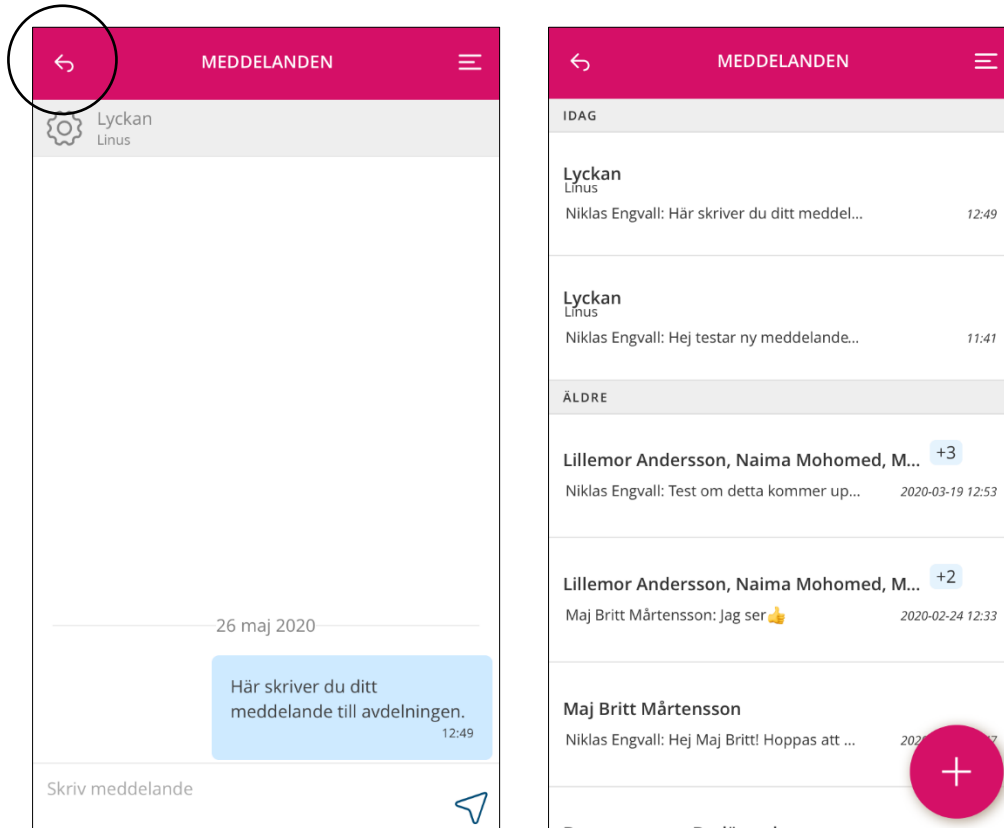 MEDDELANDEN
Lyckan
Linus
26 maj 2020
Här skriver du ditt
meddelande till avdelningen.
12:49
Skriv meddelande
MEDDELANDEN
IDAG
Lyckan
Linus
Niklas Engvall: Här skriver du ditt meddel... 12:49
Lyckan
Linus
Niklas Engvall: Hej testar ny meddelande... 11:41
ÄLDRE
Lillemor Andersson, Naima Mohomed, M... +3
Niklas Engvall: Test om detta kommer up... 2020-03-19 12:53
Lillemor Andersson, Naima Mohomed, M... +2
Maj Britt Mårtensson: Jag ser👍 2020-02-24 12:33
Maj Britt Mårtensson
Niklas Engvall: Hej Maj Britt! Hoppas att ...